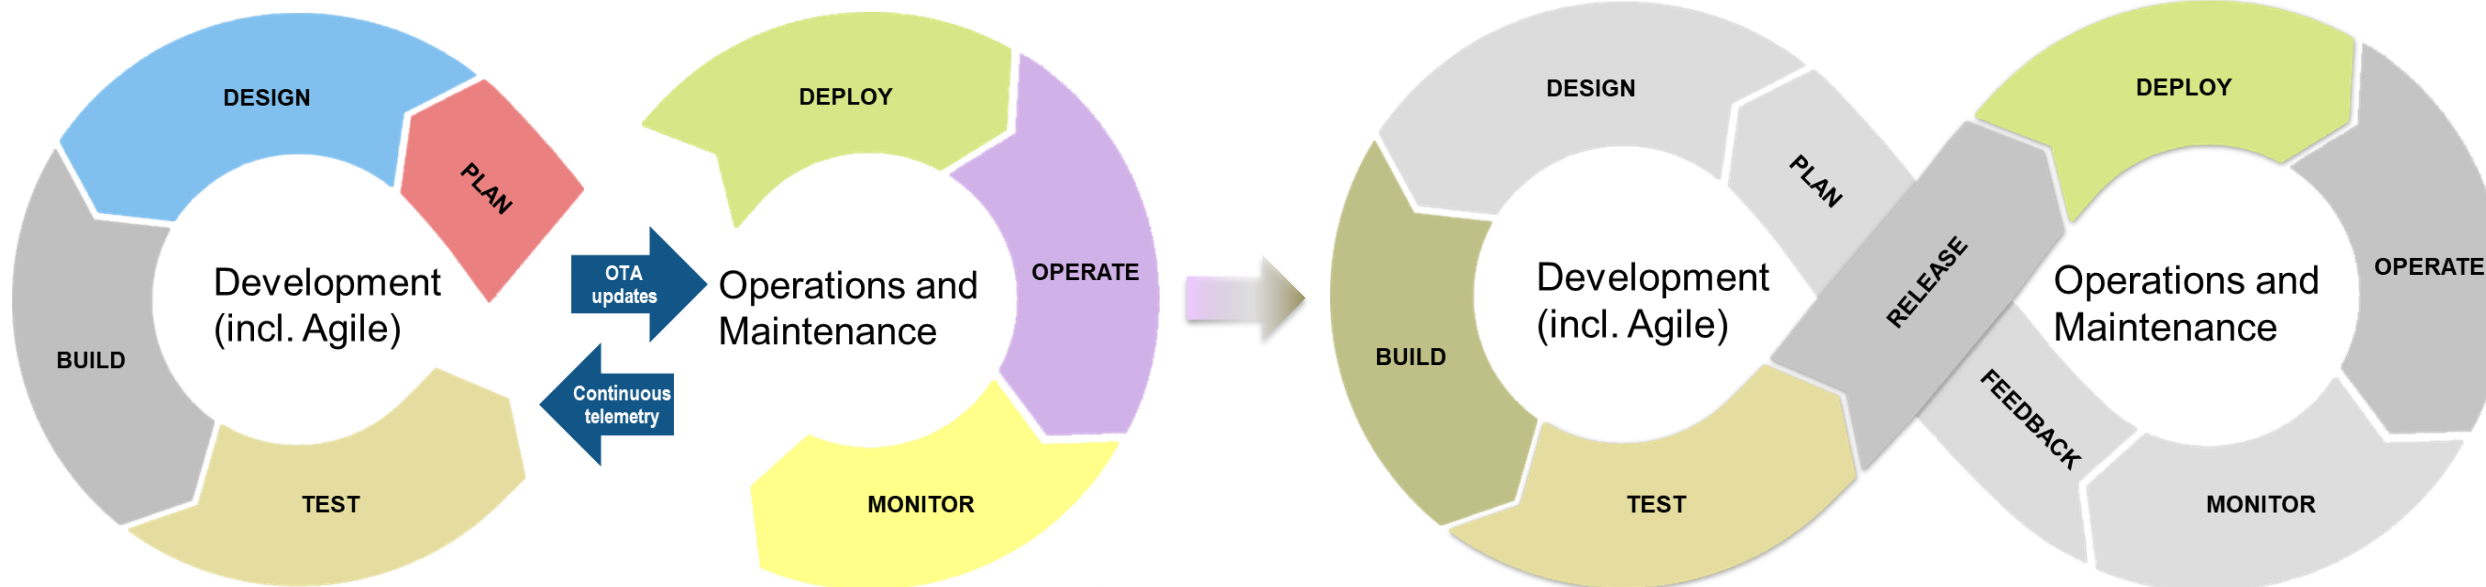 DESIGN
PLAN
BUILD
Development
(incl. Agile)
TEST
OTA
updates
Continuous
telemetry
DEPLOY
Operations and
Maintenance
OPERATE
MONITOR
DESIGN
PLAN
BUILD
Development
(incl. Agile)
TEST
RELEASE
FEEDBACK
DEPLOY
Operations and
Maintenance
OPERATE
MONITOR